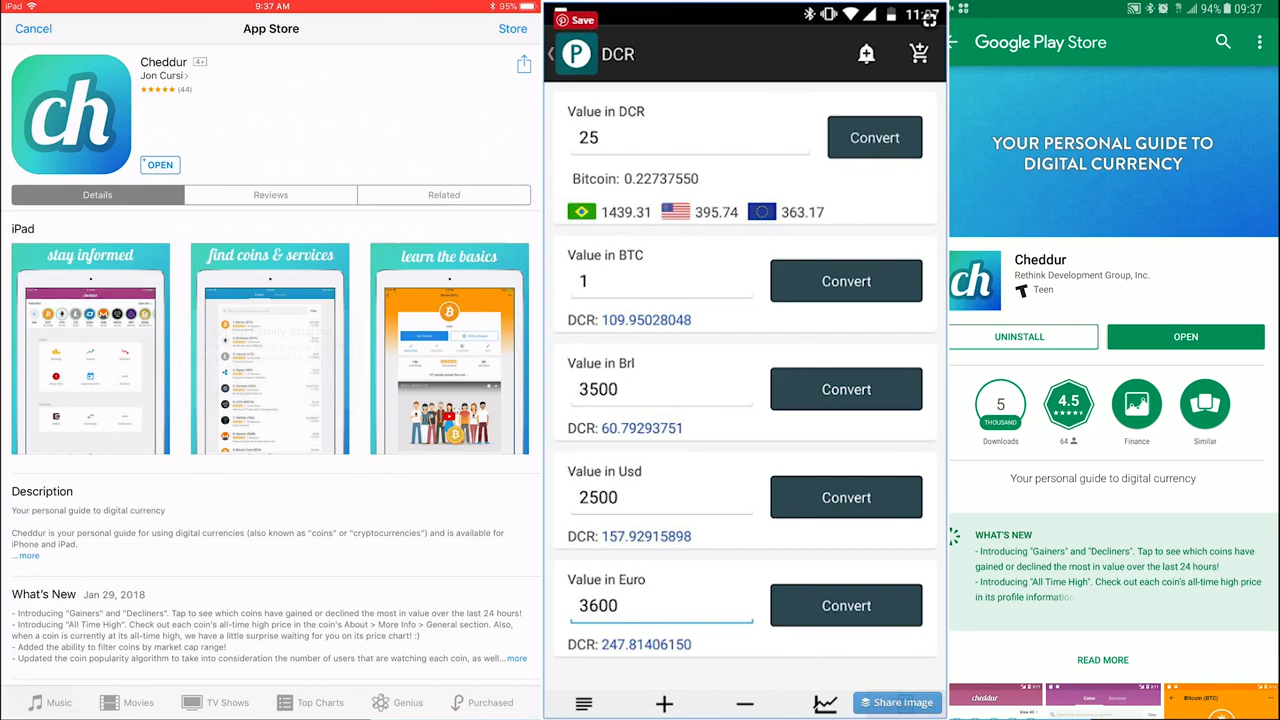 iPad
9:37 AM
95%
Cancel
App Store
Store
ch
Cheddur
4+
Jon Cursi >
(44)
OPEN
Details
Reviews
Related
iPad
stay informed
find coins & services
learn the basics
Description
Your personal guide to digital currency
Cheddur is your personal guide for using digital currencies (also known as "coins" or "cryptocurrencies") and is available for
iPhone and iPad.
...more
What's New Jan 29, 2018
- Introducing "Gainers" and "Decliners". Tap to see which coins have gained or declined the most in value over the last 24 hours!
- Introducing "All Time High". Check out each coin's all-time high price in the coin's About > More Info > General section. Also,
when a coin is currently at its all-time high, we have a little surprise waiting for you on its price chart! :)
- Added the ability to filter coins by market cap range!
- Updated the coin popularity algorithm to take into consideration the number of users that are watching each coin, as well... more
Music
Movies
TV Shows
Top Charts
Genius
Purchased
Save
P
DCR
Value in DCR
25
Convert
Bitcoin: 0.22737550
1439.31
395.74
363.17
Value in BTC
1
Convert
DCR: 109.95028048
Value in Brl
3500
Convert
DCR: 60.79293751
Value in Usd
2500
Convert
DCR: 157.92915898
Value in Euro
3600
Convert
DCR: 247.81406150
Share Image
94% 09:37
Google Play Store
YOUR PERSONAL GUIDE TO
DIGITAL CURRENCY
ch
Cheddur
Rethink Development Group, Inc.
T Teen
UNINSTALL
OPEN
5
THOUSAND
Downloads
4.5
64
Finance
Similar
Your personal guide to digital currency
WHAT'S NEW
- Introducing "Gainers" and "Decliners". Tap to see which coins have
gained or declined the most in value over the last 24 hours!
- Introducing "All Time High". Check out each coin's all-time high price
in its profile information
READ MORE
cheddur
Coins
Services
Bitcoin (BTC)